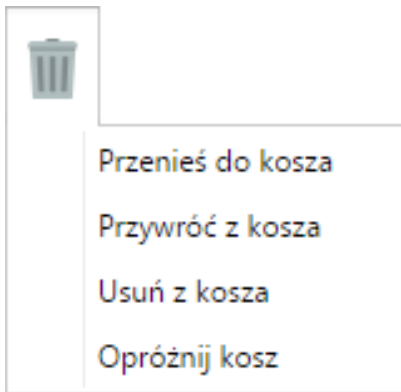 Przenieś do kosza
Przywróć z kosza
Usuń z kosza
Opróżnij kosz